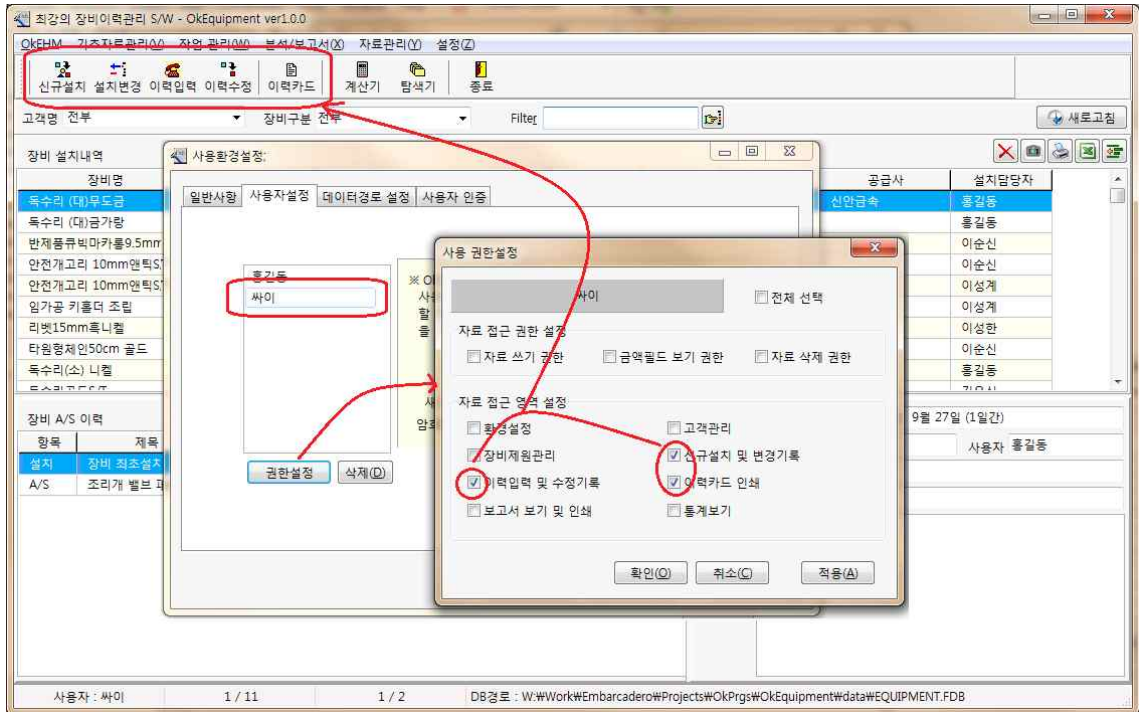 최강의 장비이력관리 S/W - OkEquipment ver1.0.0
OkEHM 기초자료관리(V) 작업 관리(W) 분석/보고서(X) 자료관리(Y) 설정(Z)
신규설치 설치변경 이력입력 이력수정 이력카드 계산기 탐색기 종료
고객명 전부 장비구분 전부 Filter 새로고침
장비 설치내역
장비명 공급사 설치담당자
독수리 (대)무도금 신안금속 홍길동
독수리 (대)금가랑 홍길동
반제품큐빅마카롱9.5mm 이순신
안전개고리 10mm앤틱S 이순신
안전개고리 10mm앤틱S 이성계
임가공 키홀더 조립 이성계
리벳15mm흑니켈 이성한
타원형체인50cm 골드 이순신
독수리(소) 니켈 홍길동
장비 A/S 이력 9월 27일 (1일간)
항목 제목 사용자 홍길동
설치 장비 최초설치
A/S 조리개 밸브
사용환경설정;
일반사항 사용자설정 데이터경로 설정 사용자 인증
홍길동
싸이
※
사
할
을
권한설정 삭제(D)
사용 권한설정
싸이 전체 선택
자료 접근 권한 설정
자료 쓰기 권한 금액필드 보기 권한 자료 삭제 권한
자료 접근 영역 설정
환경설정 고객관리
장비제원관리 신규설치 및 변경기록
이력입력 및 수정기록 이력카드 인쇄
보고서 보기 및 인쇄 통계보기
확인(O) 취소(C) 적용(A)
사용자 : 싸이 1 / 11 1 / 2 DB경로 : W:₩Work₩Embarcadero₩Projects₩OkPrgs₩OkEquipment₩data₩EQUIPMENT.FDB